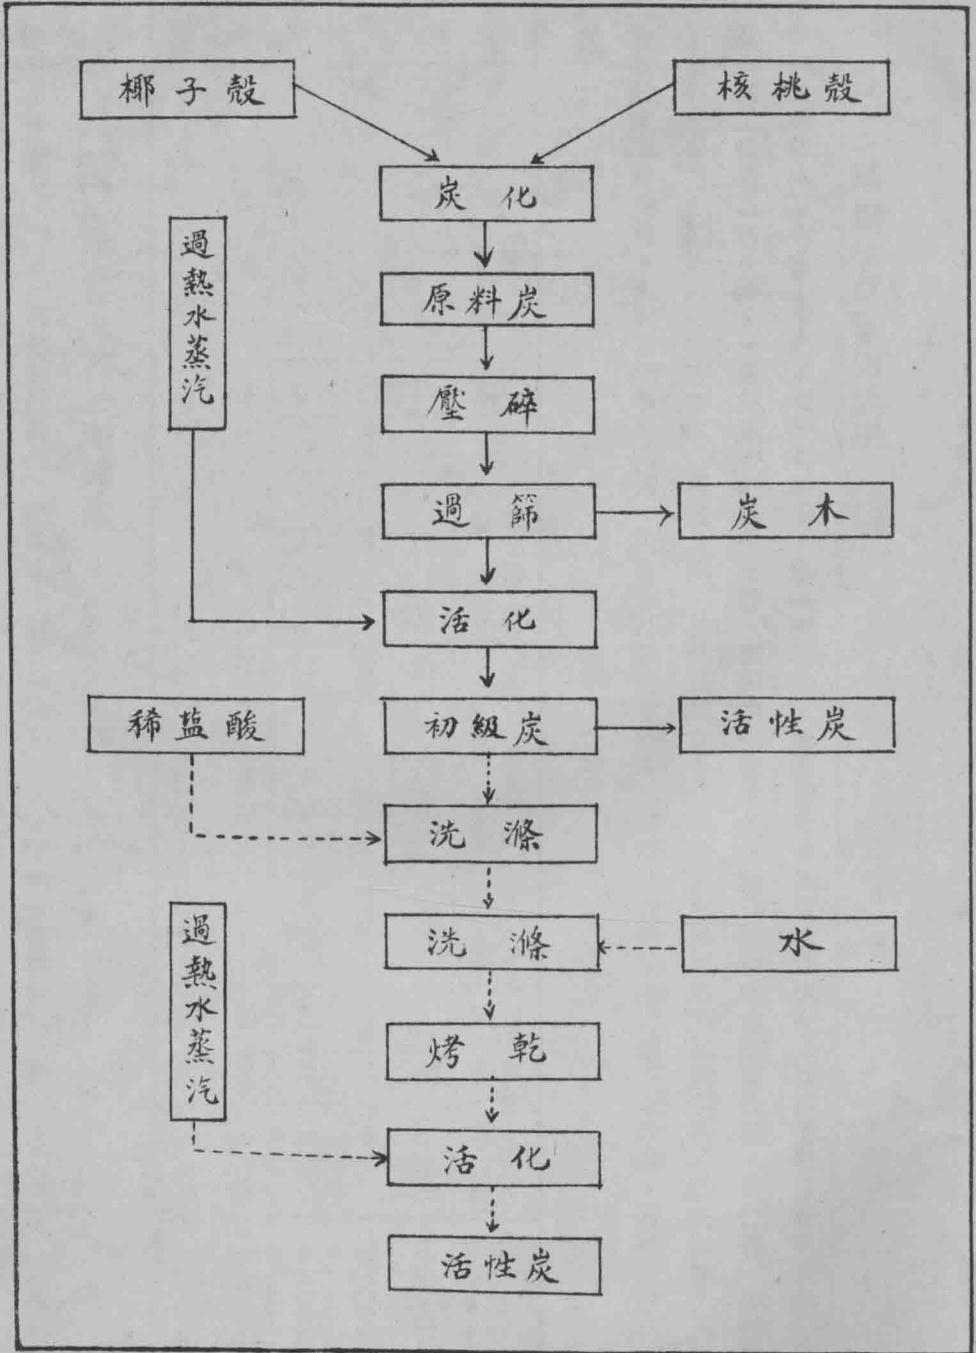 椰子殼
核桃殼
炭化
過熱水蒸汽
原料炭
壓碎
過篩
炭木
活化
稀盐酸
初級炭
活性炭
洗滌
過熱水蒸汽
洗滌
水
烤乾
活化
活性炭